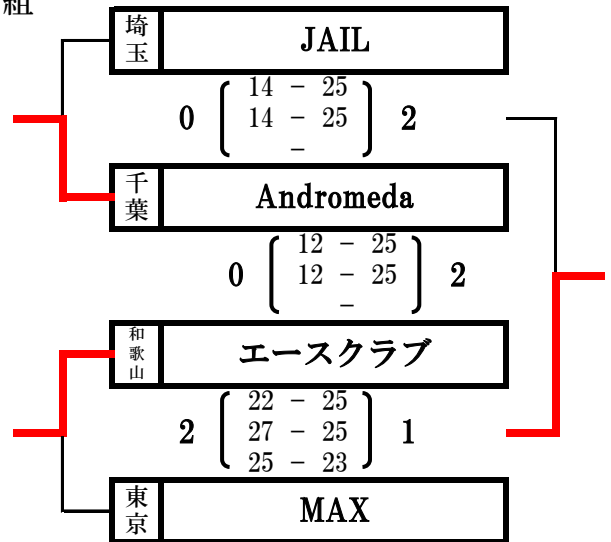 組
埼玉 JAIL
14 - 25
0 14 - 25 2
-
千葉 Andromeda
12 - 25
0 12 - 25 2
-
和歌山 エースクラブ
22 - 25
2 27 - 25 1
25 - 23
東京 MAX